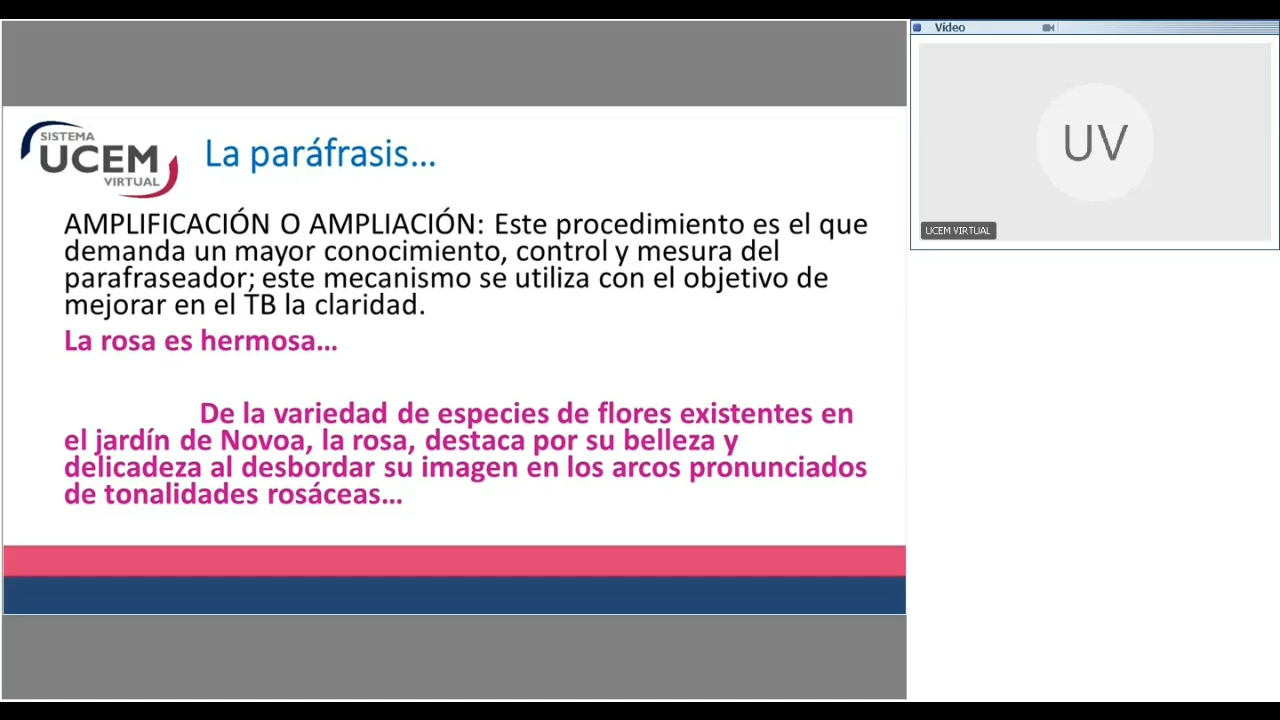 SISTEMA
UCEM
VIRTUAL
La paráfrasis...
AMPLIFICACIÓN O AMPLIACIÓN: Este procedimiento es el que
demanda un mayor conocimiento, control y mesura del
parafraseador; este mecanismo se utiliza con el objetivo de
mejorar en el TB la claridad.
La rosa es hermosa...
De la variedad de especies de flores existentes en
el jardín de Novoa, la rosa, destaca por su belleza y
delicadeza al desbordar su imagen en los arcos pronunciados
de tonalidades rosáceas...
Vídeo
UV
UCEM VIRTUAL